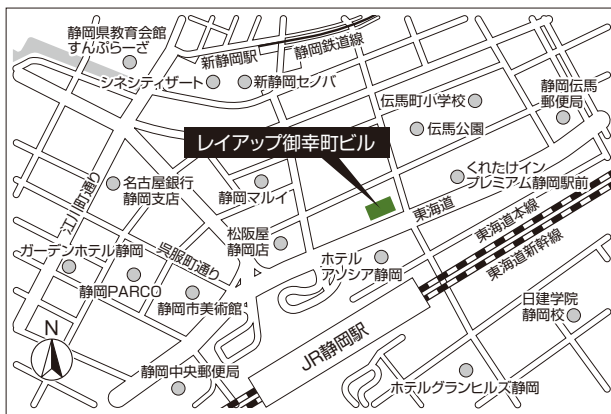 静岡県教育会館
すんぷらーざ
新静岡駅
静岡鉄道線
シネシティザート
新静岡セノバ
伝馬町小学校
静岡伝馬
郵便局
伝馬公園
レイアップ御幸町ビル
くれたけイン
プレミアム静岡駅前
名古屋銀行
静岡支店
静岡マルイ
江川町通り
東海道
松阪屋
静岡店
呉服町通り
東海道本線
東海道新幹線
ガーデンホテル静岡
ホテル
アソシア静岡
静岡PARCO
静岡市美術館
日建学院
静岡校
N
JR静岡駅
静岡中央郵便局
ホテルグランヒルズ静岡